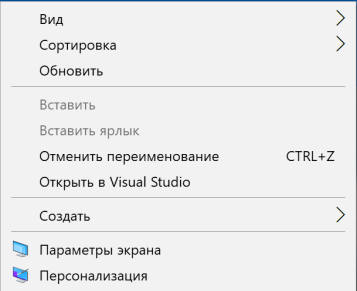 Вид
Сортировка
Обновить
Вставить
Вставить ярлык
Отменить переименование CTRL+Z
Открыть в Visual Studio
Создать
Параметры экрана
Персонализация